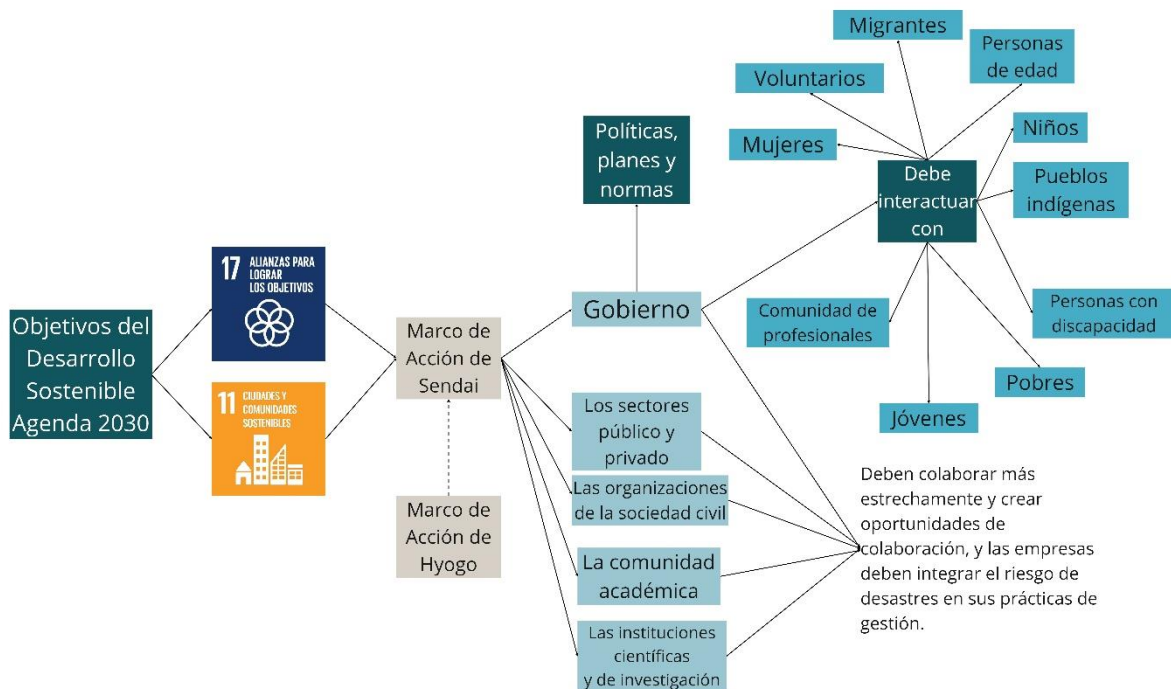 Objetivos del
Desarrollo
Sostenible
Agenda 2030
17 ALIANZAS PARA
LOGRAR
LOS OBJETIVOS
11 CIUDADES Y
COMUNIDADES
SOSTENIBLES
Marco de
Acción de
Sendai
Marco de
Acción de
Hyogo
Políticas,
planes y
normas
Gobierno
Los sectores
público y
privado
Las organizaciones
de la sociedad civil
La comunidad
académica
Las instituciones
científicas
y de investigación
Migrantes
Personas
de edad
Voluntarios
Mujeres
Niños
Debe
interactuar
con
Pueblos
indígenas
Comunidad de
profesionales
Personas con
discapacidad
Pobres
Jóvenes
Deben colaborar más
estrechamente y crear
oportunidades de
colaboración, y las empresas
deben integrar el riesgo de
desastres en sus prácticas de
gestión.